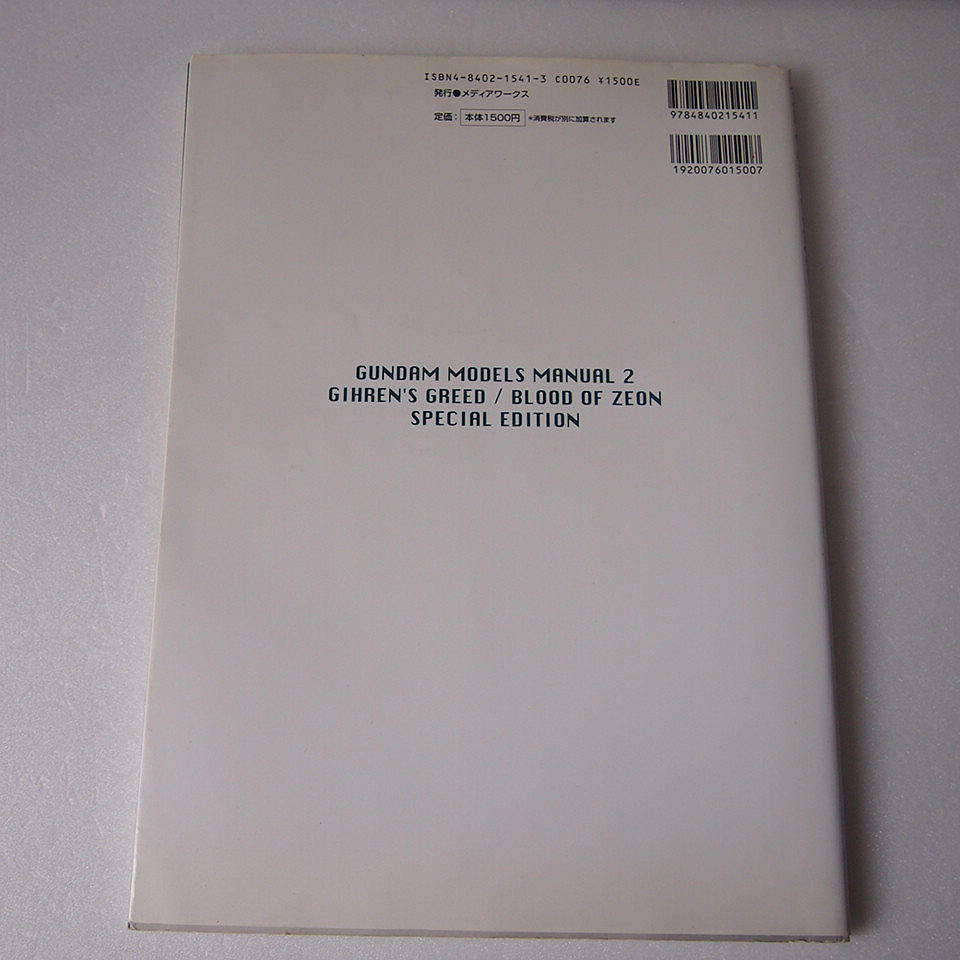 ISBN4-8402-1541-3 C0076 ¥1500E
発行●メディアワークス
定価：本体1500円 *消費税が別に加算されます
9784840215411
1920076015007
GUNDAM MODELS MANUAL 2
GIHREN'S GREED / BLOOD OF ZEON
SPECIAL EDITION